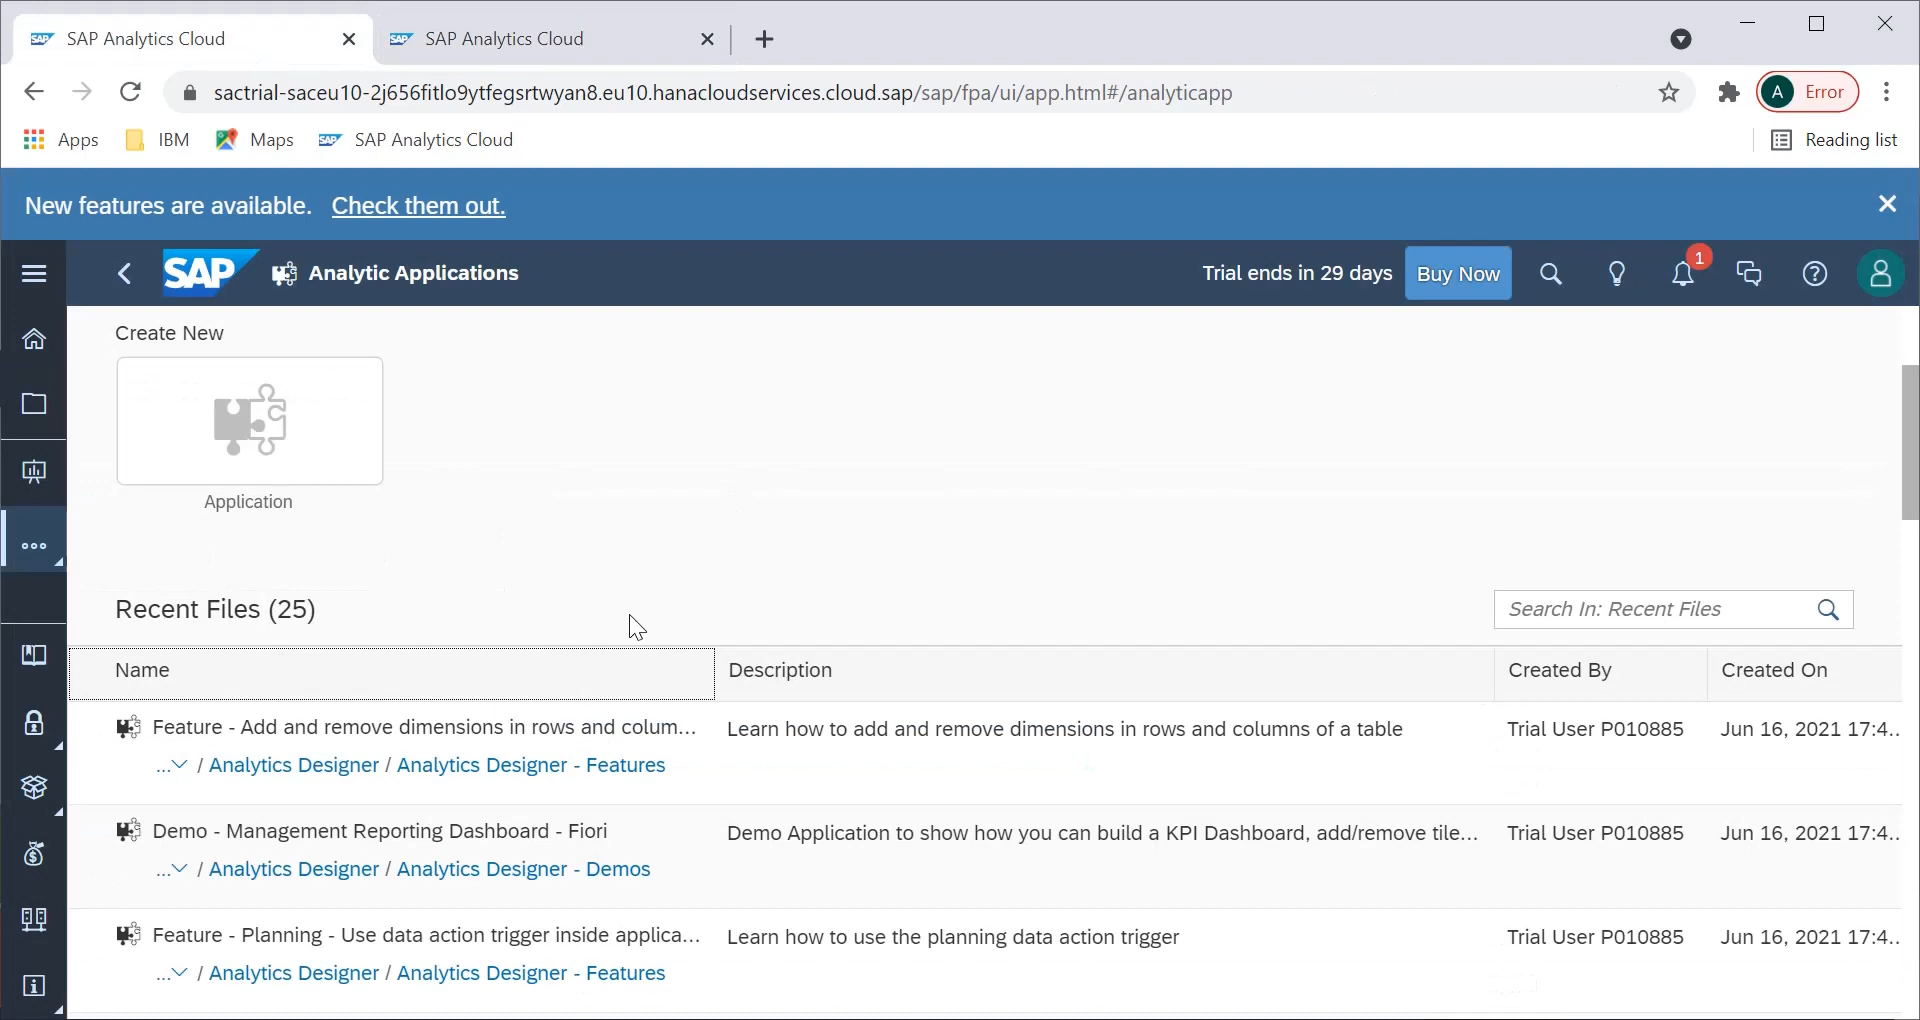 SAP Analytics Cloud
SAP Analytics Cloud
sactrial-saceu10-2j656fitlo9ytfegsrtwyan8.eu10.hanacloudservices.cloud.sap/sap/fpa/ui/app.html#/analyticapp
A Error
Apps IBM Maps SAP SAP Analytics Cloud
Reading list
New features are available. Check them out.
SAP Analytic Applications
Trial ends in 29 days Buy Now 1
Create New
Application
Recent Files (25)
Search In: Recent Files
Name Description Created By Created On
Feature - Add and remove dimensions in rows and colum... Learn how to add and remove dimensions in rows and columns of a table Trial User P010885 Jun 16, 2021 17:4..
... / Analytics Designer / Analytics Designer - Features
Demo - Management Reporting Dashboard - Fiori Demo Application to show how you can build a KPI Dashboard, add/remove tile... Trial User P010885 Jun 16, 2021 17:4..
... / Analytics Designer / Analytics Designer - Demos
Feature - Planning - Use data action trigger inside applica... Learn how to use the planning data action trigger Trial User P010885 Jun 16, 2021 17:4..
... / Analytics Designer / Analytics Designer - Features